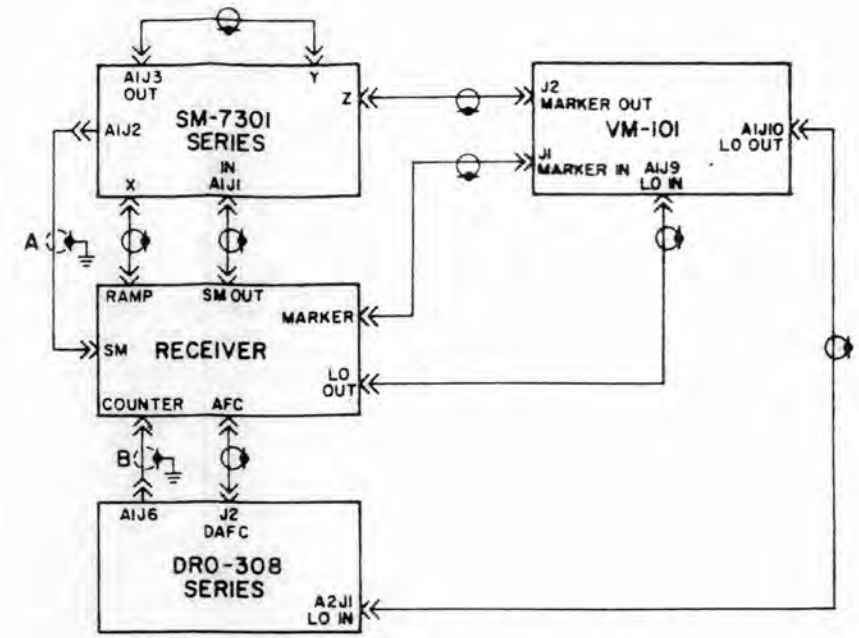 A1J3
OUT
Y
Z
SM-7301
SERIES
A1J2
IN
X
A1J1
J2
MARKER OUT
VM-101
A1J10
LO OUT
J1
MARKER IN
A1J9
LO IN
A
RAMP
SM OUT
MARKER
SM
RECEIVER
LO
OUT
COUNTER
AFC
B
A1J6
J2
DAFC
DRO-308
SERIES
A2J1
LO IN